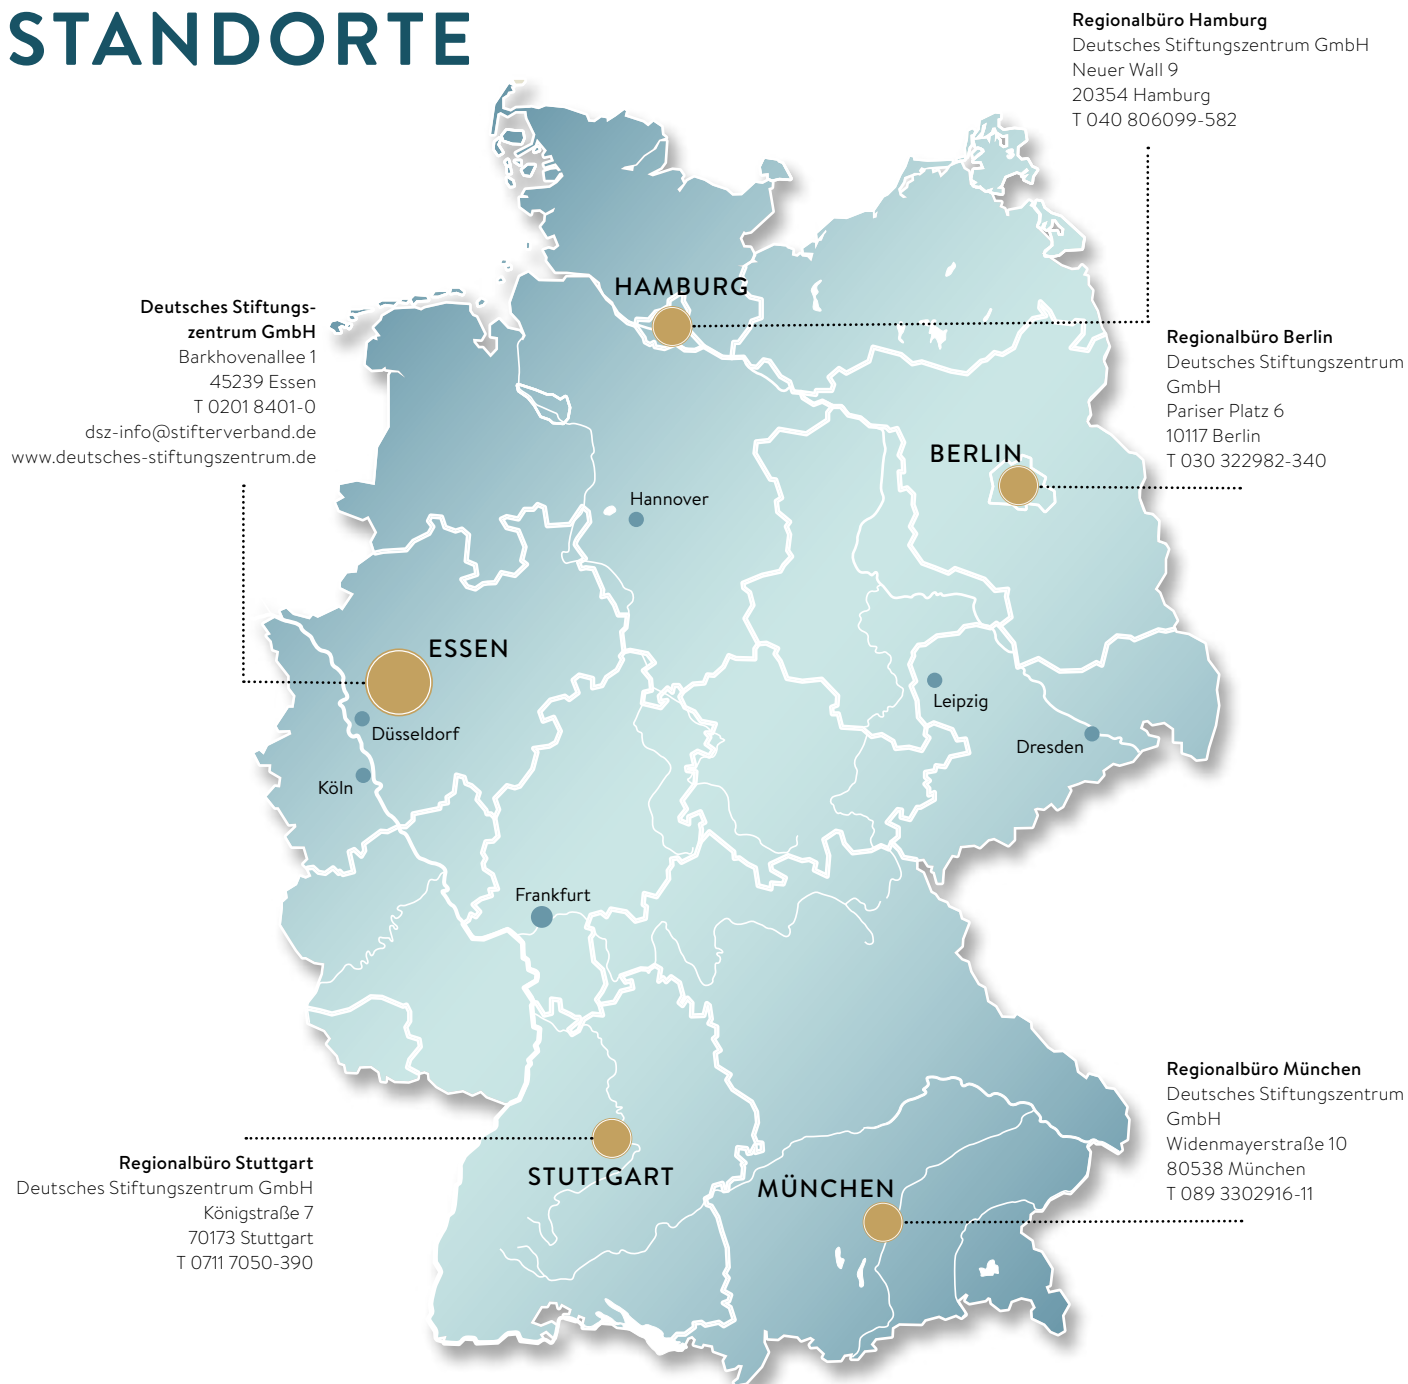 STANDORTE
Regionalbüro Hamburg
Deutsches Stiftungszentrum GmbH
Neuer Wall 9
20354 Hamburg
T 040 806099-582
HAMBURG
Deutsches Stiftungs-
zentrum GmbH
Barkhovenallee 1
45239 Essen
T 0201 8401-0
dsz-info@stifterverband.de
www.deutsches-stiftungszentrum.de
Regionalbüro Berlin
Deutsches Stiftungszentrum
GmbH
Pariser Platz 6
10117 Berlin
T 030 322982-340
BERLIN
Hannover
ESSEN
Leipzig
Düsseldorf
Dresden
Köln
Frankfurt
Regionalbüro München
Deutsches Stiftungszentrum
GmbH
Widenmayerstraße 10
80538 München
T 089 3302916-11
Regionalbüro Stuttgart
Deutsches Stiftungszentrum GmbH
Königstraße 7
70173 Stuttgart
T 0711 7050-390
STUTTGART
MÜNCHEN